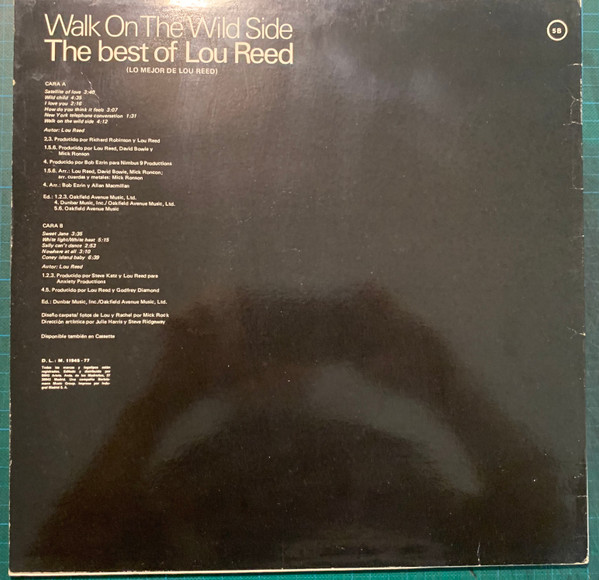 Walk On The Wild Side
The best of Lou Reed
(LO MEJOR DE LOU REED)
5B
CARA A
Satellite of love 3:40
Wild child 4:35
I love you 2:10
How do you think it feels 3:07
New York telephone conversation 1:31
Walk on the wild side 4:12
Autor: Lou Reed
2,3. Producido por Richard Robinson y Lou Reed
1.5.6. Producido por Lou Reed, David Bowie y
Mick Ronson
4. Producido por Bob Ezrin para Nimbus 9 Productions
1.5.6. Arr.: Lou Reed, David Bowie, Mick Ronson;
arr. cuerdas y metales: Mick Ronson
4. Arr.: Bob Ezrin y Allan Macmillan
Ed.: 1.2.3. Oakfield Avenue Music, Ltd.
4. Dunbar Music, Inc./ Oakfield Avenue Music, Ltd.
5.6. Oakfield Avenue Music
CARA B
Sweet Jane 3:35
White light/White heat 5:15
Sally can't dance 2:53
Nowhere at all 3:10
Coney island baby 6:39
Autor: Lou Reed
1.2.3. Producido por Steve Katz y Lou Reed para
Anxiety Productions
4.5. Producido por Lou Reed y Godfrey Diamond
Ed.: Dunbar Music, Inc./Oakfield Avenue Music, Ltd.
Diseño carpeta/ fotos de Lou y Rachel por Mick Rock
Dirección artística por Julie Harris y Steve Ridgeway
Disponible también en Cassette
D. L.: M. 11946 - 77